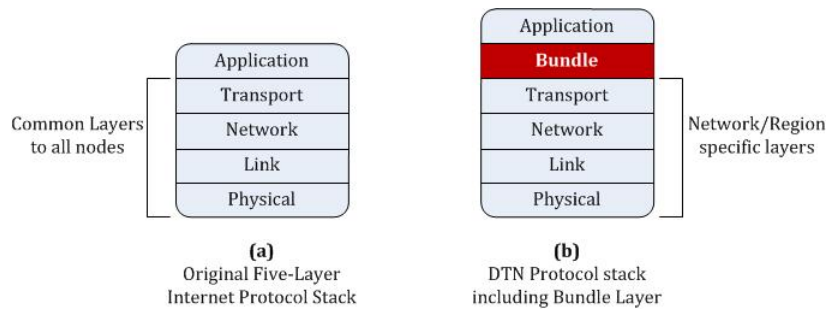 Application
Transport
Network
Link
Physical
Common Layers
to all nodes
(a)
Original Five-Layer
Internet Protocol Stack
Application
Bundle
Transport
Network
Link
Physical
Network/Region
specific layers
(b)
DTN Protocol stack
including Bundle Layer